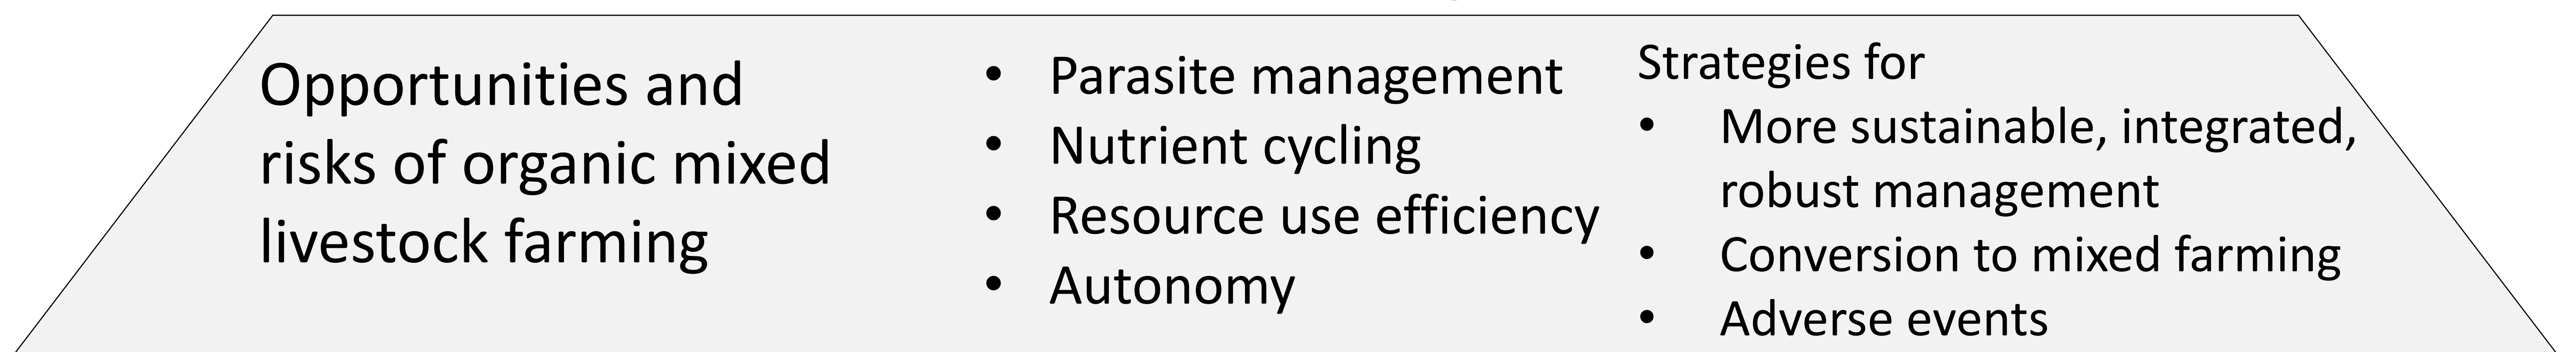 Opportunities and
risks of organic mixed
livestock farming
• Parasite management
• Nutrient cycling
• Resource use efficiency
• Autonomy
Strategies for
• More sustainable, integrated,
robust management
• Conversion to mixed farming
• Adverse events